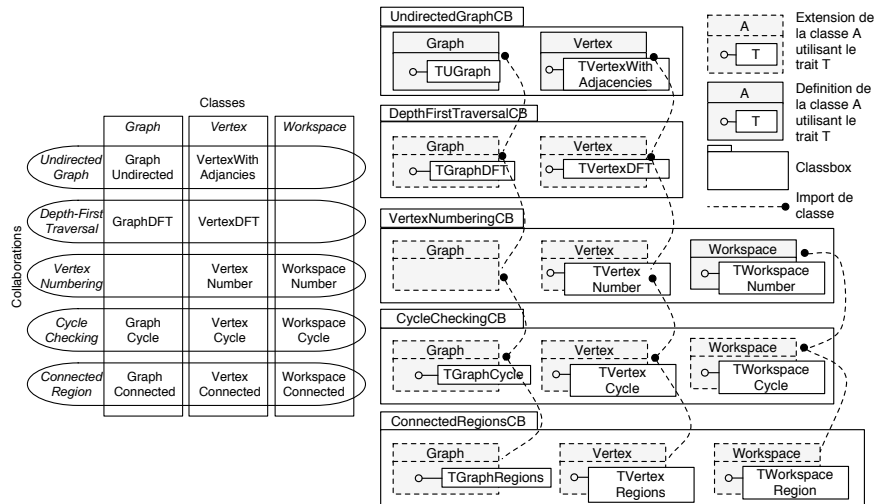 Classes
Collaborations
Graph
Vertex
Workspace
Undirected
Graph
Graph
Undirected
VertexWith
Adjancies
Depth-First
Traversal
GraphDFT
VertexDFT
Vertex
Numbering
Vertex
Number
Workspace
Number
Cycle
Checking
Graph
Cycle
Vertex
Cycle
Workspace
Cycle
Connected
Region
Graph
Connected
Vertex
Connected
Workspace
Connected
UndirectedGraphCB
Graph
TUGraph
Vertex
TVertexWith
Adjacencies
DepthFirstTraversalCB
Graph
TGraphDFT
Vertex
TVertexDFT
VertexNumberingCB
Graph
Vertex
TVertex
Number
Workspace
TWorkspace
Number
CycleCheckingCB
Graph
TGraphCycle
Vertex
TVertex
Cycle
Workspace
TWorkspace
Cycle
ConnectedRegionsCB
Graph
TGraphRegions
Vertex
TVertex
Regions
Workspace
TWorkspace
Region
A
T
Extension de
la classe A
utilisant le
trait T
A
T
Definition de
la classe A
utilisant le
trait T
Classbox
Import de
classe